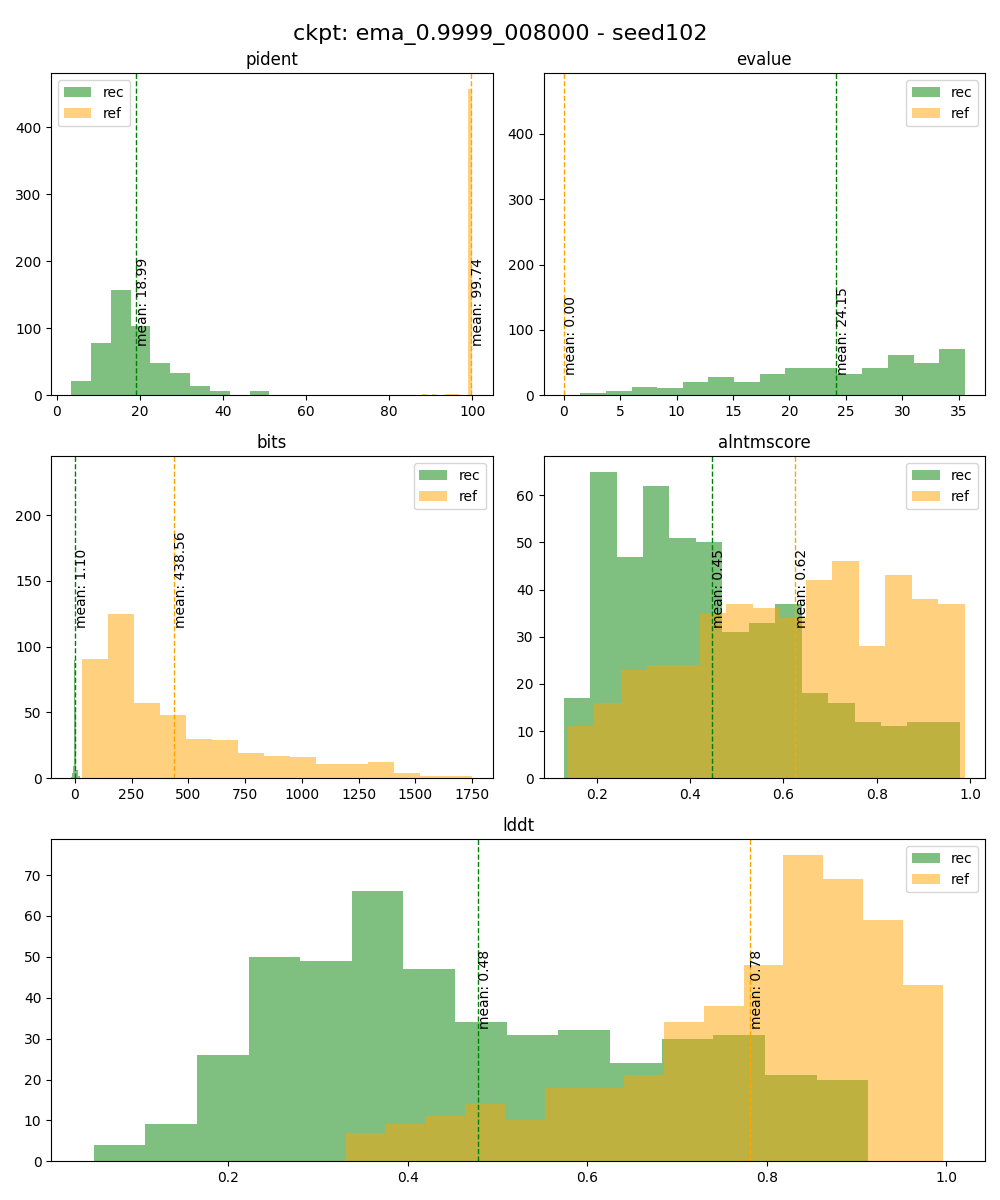 ckpt: ema_0.9999_008000 - seed102
pident
rec
ref
mean: 18.99
mean: 99.74
0
100
200
300
400
0 20 40 60 80 100
evalue
rec
ref
mean: 0.00
mean: 24.15
0
100
200
300
400
0 5 10 15 20 25 30 35
bits
rec
ref
mean: 1.10
mean: 438.56
0
50
100
150
200
0 250 500 750 1000 1250 1500 1750
alntmscore
rec
ref
mean: 0.45
mean: 0.62
0
10
20
30
40
50
60
0.2 0.4 0.6 0.8 1.0
lddt
rec
ref
mean: 0.48
mean: 0.78
0
10
20
30
40
50
60
70
0.2 0.4 0.6 0.8 1.0